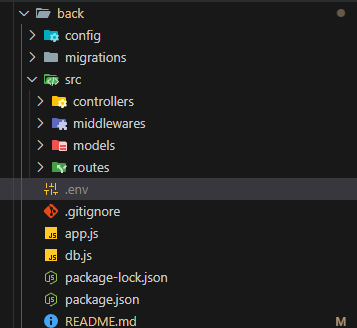 back
config
migrations
src
controllers
middlewares
models
routes
.env
.gitignore
app.js
db.js
package-lock.json
package.json
README.md M